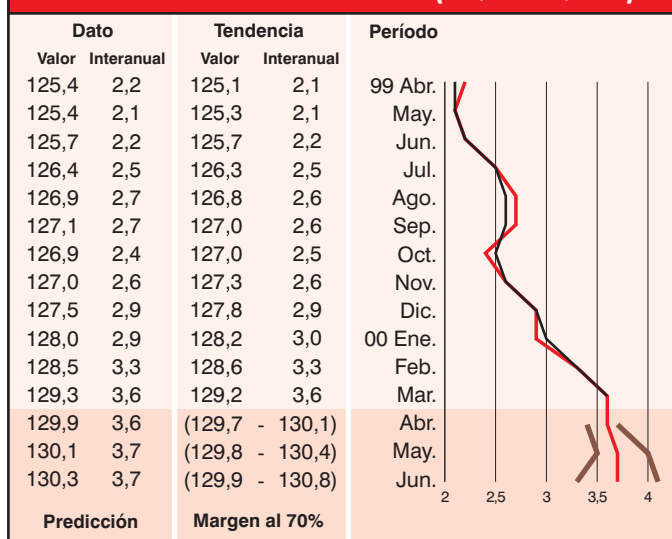 Dato Tendencia Período
Valor Interanual Valor Interanual
125,4 2,2 125,1 2,1 99 Abr.
125,4 2,1 125,3 2,1 May.
125,7 2,2 125,7 2,2 Jun.
126,4 2,5 126,3 2,5 Jul.
126,9 2,7 126,8 2,6 Ago.
127,1 2,7 127,0 2,6 Sep.
126,9 2,4 127,0 2,5 Oct.
127,0 2,6 127,3 2,6 Nov.
127,5 2,9 127,8 2,9 Dic.
128,0 2,9 128,2 3,0 00 Ene.
128,5 3,3 128,6 3,3 Feb.
129,3 3,6 129,2 3,6 Mar.
129,9 3,6 (129,7 - 130,1) Abr.
130,1 3,7 (129,8 - 130,4) May.
130,3 3,7 (129,9 - 130,8) Jun.
2 2,5 3 3,5 4
Predicción Margen al 70%